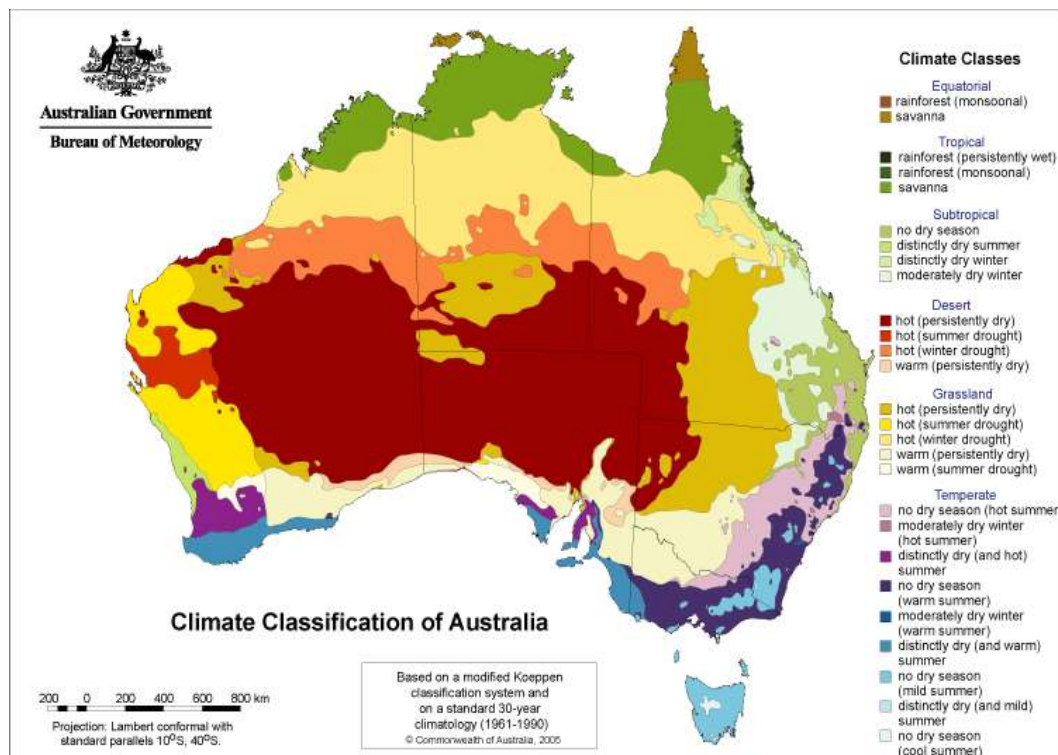 Australian Government
Bureau of Meteorology
Climate Classes
Equatorial
rainforest (monsoonal)
savanna
Tropical
rainforest (persistently wet)
rainforest (monsoonal)
savanna
Subtropical
no dry season
distinctly dry summer
distinctly dry winter
moderately dry winter
Desert
hot (persistently dry)
hot (summer drought)
hot (winter drought)
warm (persistently dry)
Grassland
hot (persistently dry)
hot (summer drought)
hot (winter drought)
warm (persistently dry)
warm (summer drought)
Temperate
no dry season (hot summer
moderately dry winter
(hot summer)
distinctly dry (and hot)
summer
no dry season
(warm summer)
moderately dry winter
(warm summer)
distinctly dry (and warm)
summer
no dry season
(mild summer)
distinctly dry (and mild)
summer
no dry season
(cool summer)
Climate Classification of Australia
Based on a modified Koeppen
classification system and
on a standard 30-year
climatology (1961-1990)
© Commonwealth of Australia, 2005
200 0 200 400 600 800 km
Projection: Lambert conformal with
standard parallels 10°S, 40°S.